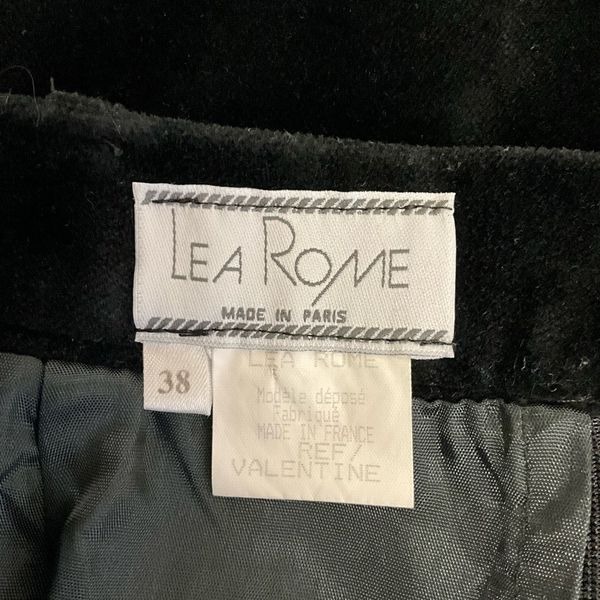 LEA ROME
MADE IN PARIS
38
LEA ROME
Modèle déposé
Fabriqué
MADE IN FRANCE
REF/
VALENTINE